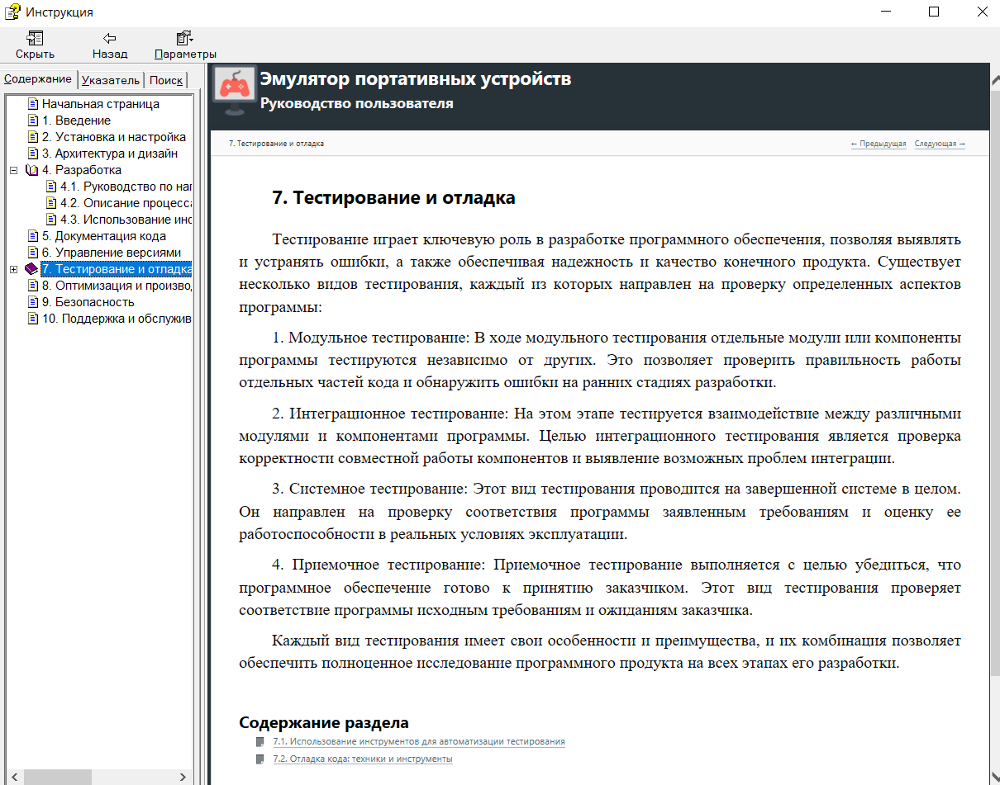 Инструкция
Скрыть Назад Параметры
Содержание Указатель Поиск
Начальная страница
1. Введение
2. Установка и настройка
3. Архитектура и дизайн
4. Разработка
4.1. Руководство по
4.2. Описание
4.3. Использование
5. Документация кода
6. Управление версиями
7. Тестирование и отладка
8. Оптимизация и
9. Безопасность
10. Поддержка и
Эмулятор портативных устройств
Руководство пользователя
7. Тестирование и отладка
← Предыдущая Следующая →
7. Тестирование и отладка
Тестирование играет ключевую роль в разработке программного обеспечения, позволяя выявлять
и устранять ошибки, а также обеспечивая надежность и качество конечного продукта. Существует
несколько видов тестирования, каждый из которых направлен на проверку определенных аспектов
программы:
1. Модульное тестирование: В ходе модульного тестирования отдельные модули или компоненты
программы тестируются независимо от других. Это позволяет проверить правильность работы
отдельных частей кода и обнаружить ошибки на ранних стадиях разработки.
2. Интеграционное тестирование: На этом этапе тестируется взаимодействие между различными
модулями и компонентами программы. Целью интеграционного тестирования является проверка
корректности совместной работы компонентов и выявление возможных проблем интеграции.
3. Системное тестирование: Этот вид тестирования проводится на завершенной системе в целом.
Он направлен на проверку соответствия программы заявленным требованиям и оценку ее
работоспособности в реальных условиях эксплуатации.
4. Приемочное тестирование: Приемочное тестирование выполняется с целью убедиться, что
программное обеспечение готово к принятию заказчиком. Этот вид тестирования проверяет
соответствие программы исходным требованиям и ожиданиям заказчика.
Каждый вид тестирования имеет свои особенности и преимущества, и их комбинация позволяет
обеспечить полноценное исследование программного продукта на всех этапах его разработки.
Содержание раздела
7.1. Использование инструментов для автоматизации тестирования
7.2. Отладка кода: техники и инструменты